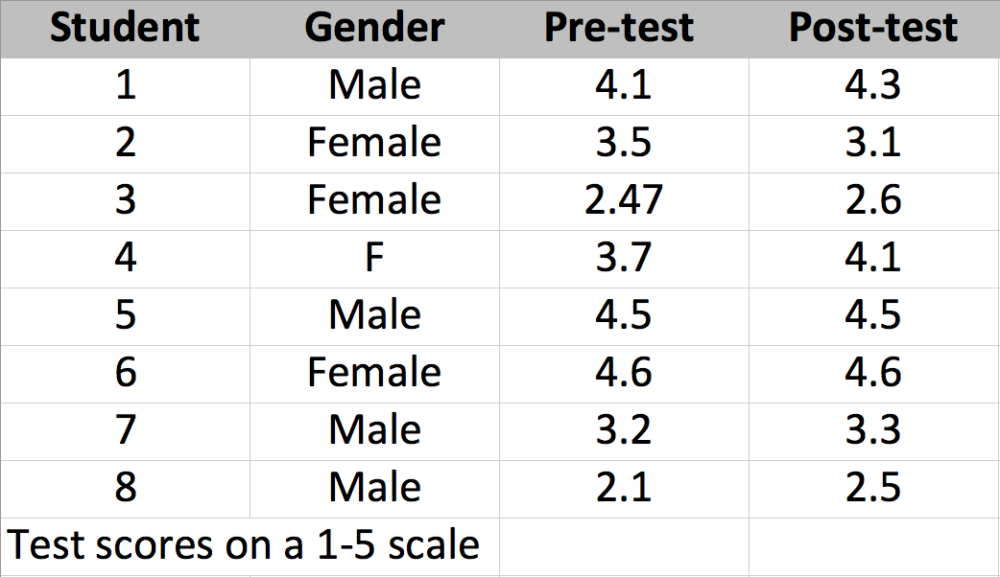 Student Gender Pre-test Post-test
1 Male 4.1 4.3
2 Female 3.5 3.1
3 Female 2.47 2.6
4 F 3.7 4.1
5 Male 4.5 4.5
6 Female 4.6 4.6
7 Male 3.2 3.3
8 Male 2.1 2.5
Test scores on a 1-5 scale